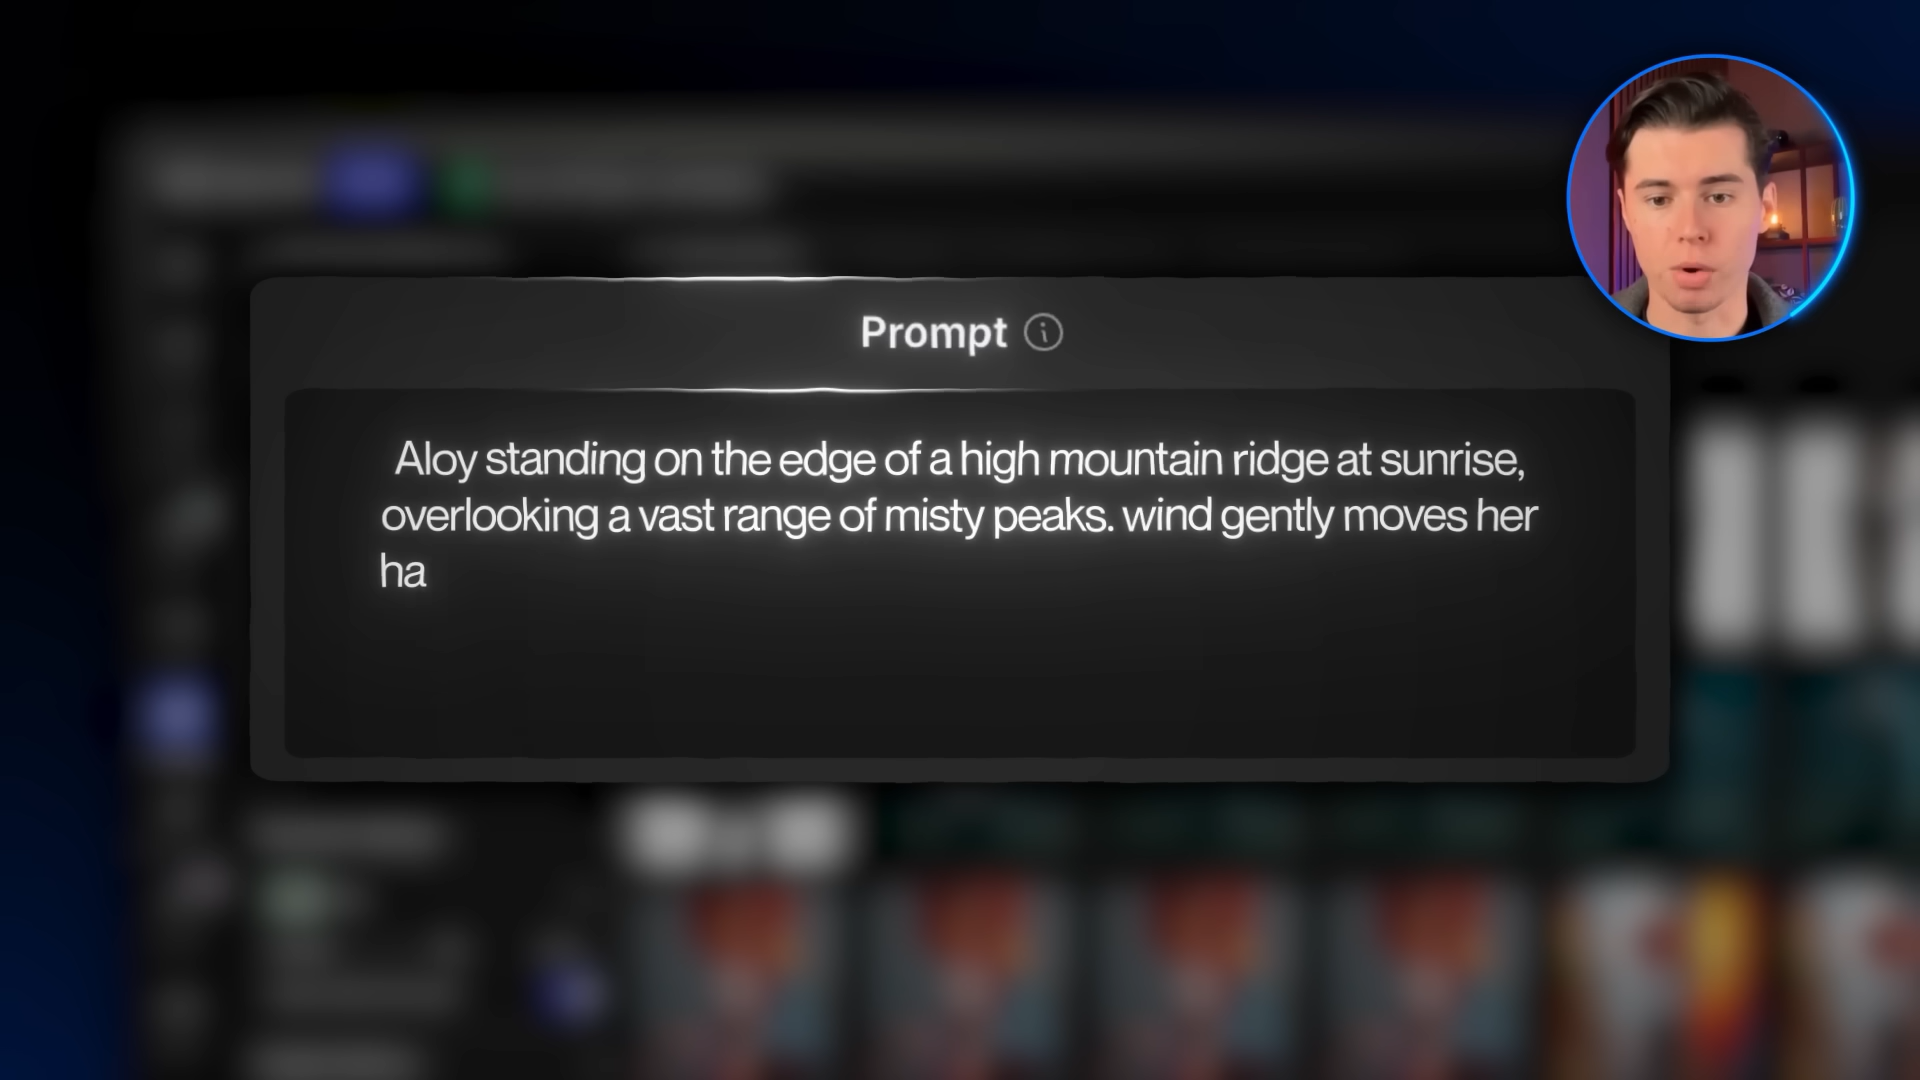 Prompt
Aloy standing on the edge of a high mountain ridge at sunrise,
overlooking a vast range of misty peaks. wind gently moves her
ha